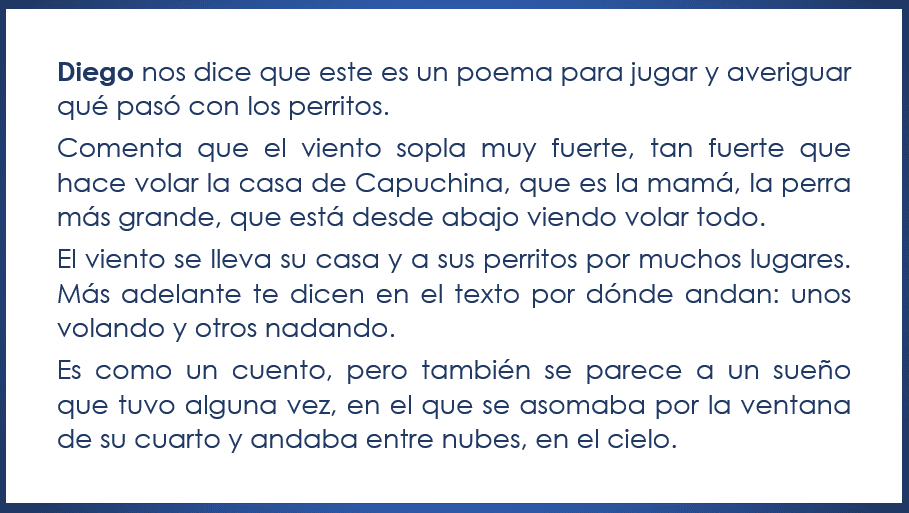 Diego nos dice que este es un poema para jugar y averiguar
qué pasó con los perritos.
Comenta que el viento sopla muy fuerte, tan fuerte que
hace volar la casa de Capuchina, que es la mamá, la perra
más grande, que está desde abajo viendo volar todo.
El viento se lleva su casa y a sus perritos por muchos lugares.
Más adelante te dicen en el texto por dónde andan: unos
volando y otros nadando.
Es como un cuento, pero también se parece a un sueño
que tuvo alguna vez, en el que se asomaba por la ventana
de su cuarto y andaba entre nubes, en el cielo.